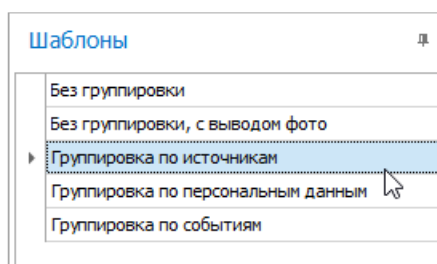 Шаблоны
Без группировки
Без группировки, с выводом фото
Группировка по источникам
Группировка по персональным данным
Группировка по событиям